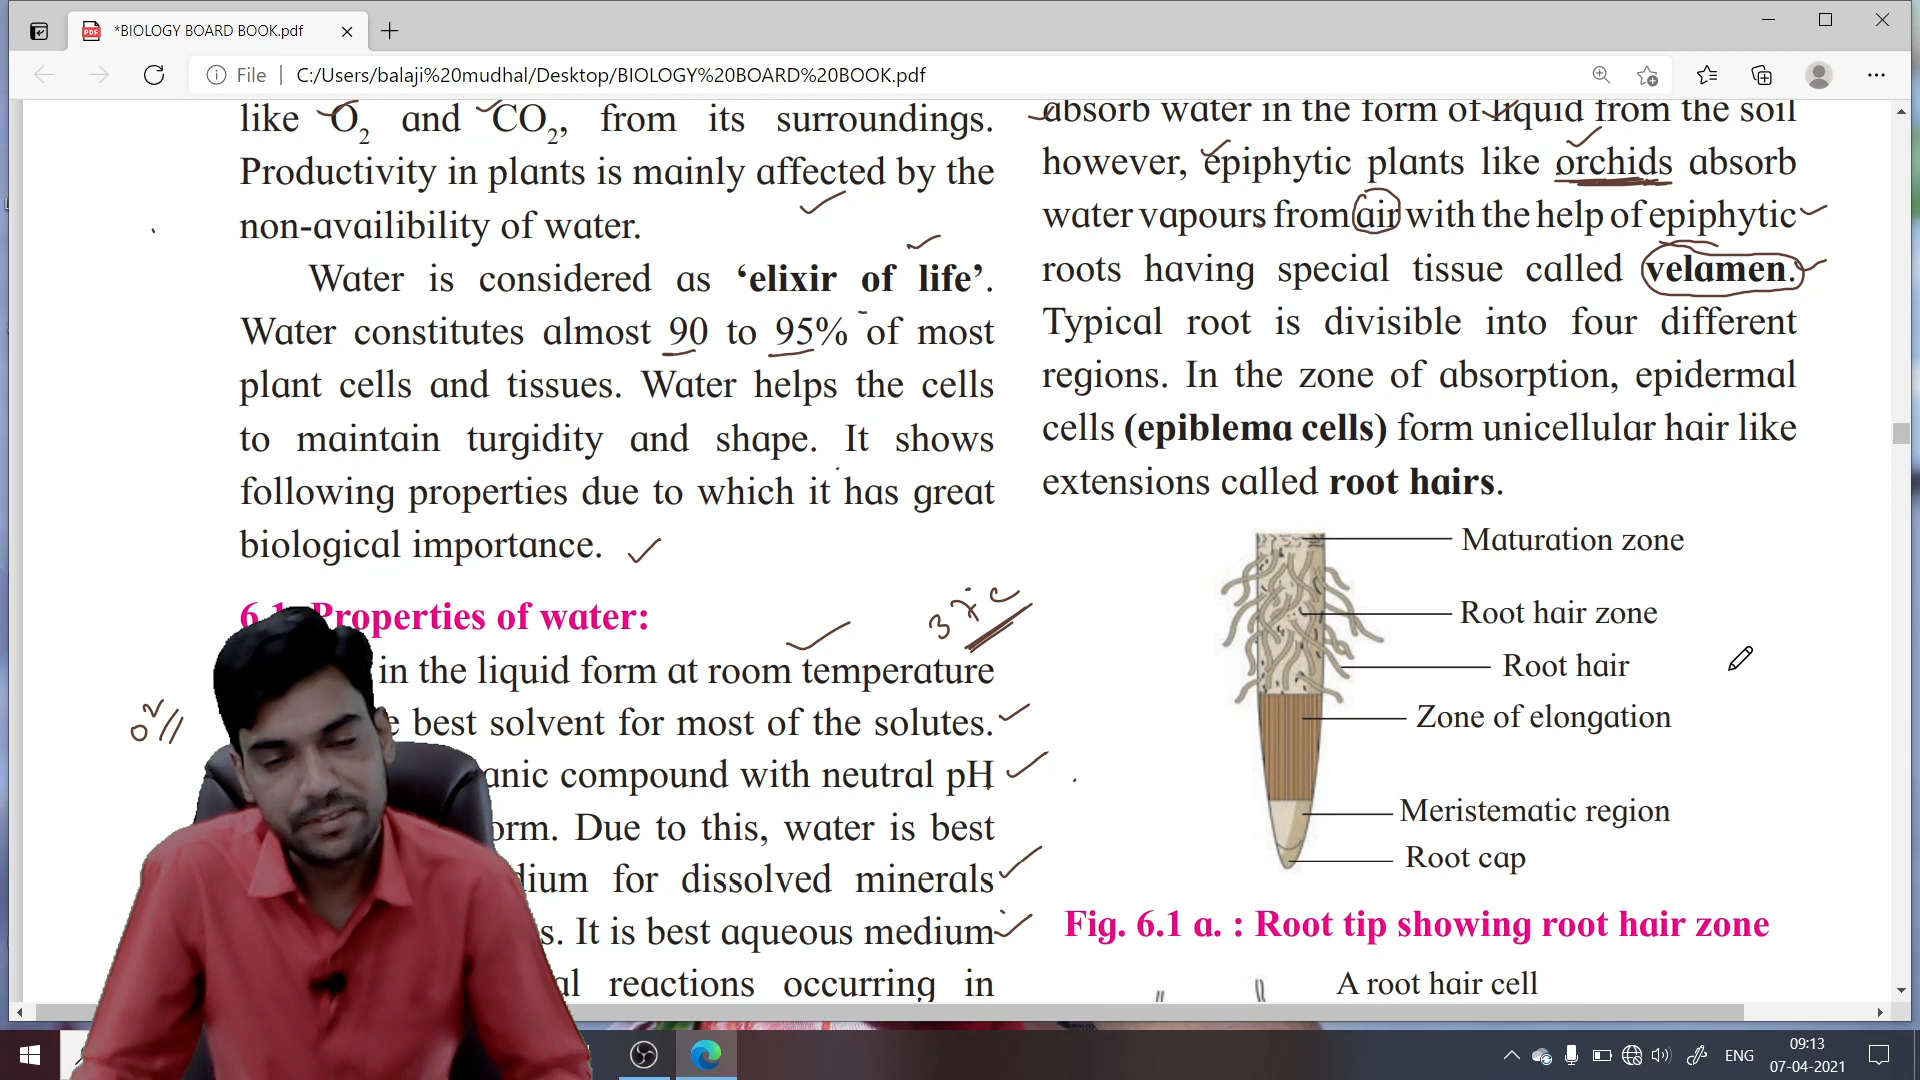 *BIOLOGY BOARD BOOK.pdf
File | C:/Users/balaji%20mudhal/Desktop/BIOLOGY%20BOARD%20BOOK.pdf
like O2 and CO2, from its surroundings.
Productivity in plants is mainly affected by the
non-availibility of water.
Water is considered as ‘elixir of life’.
Water constitutes almost 90 to 95% of most
plant cells and tissues. Water helps the cells
to maintain turgidity and shape. It shows
following properties due to which it has great
biological importance.
6.1 Properties of water:
37°C
in the liquid form at room temperature
best solvent for most of the solutes.
compound with neutral pH
Due to this, water is best
for dissolved minerals
It is best aqueous medium
reactions occurring in
absorb water in the form of liquid from the soil
however, epiphytic plants like orchids absorb
water vapours from air with the help of epiphytic
roots having special tissue called velamen.
Typical root is divisible into four different
regions. In the zone of absorption, epidermal
cells (epiblema cells) form unicellular hair like
extensions called root hairs.
Maturation zone
Root hair zone
Root hair
Zone of elongation
Meristematic region
Root cap
Fig. 6.1 a. : Root tip showing root hair zone
A root hair cell
ENG
09:13
07-04-2021